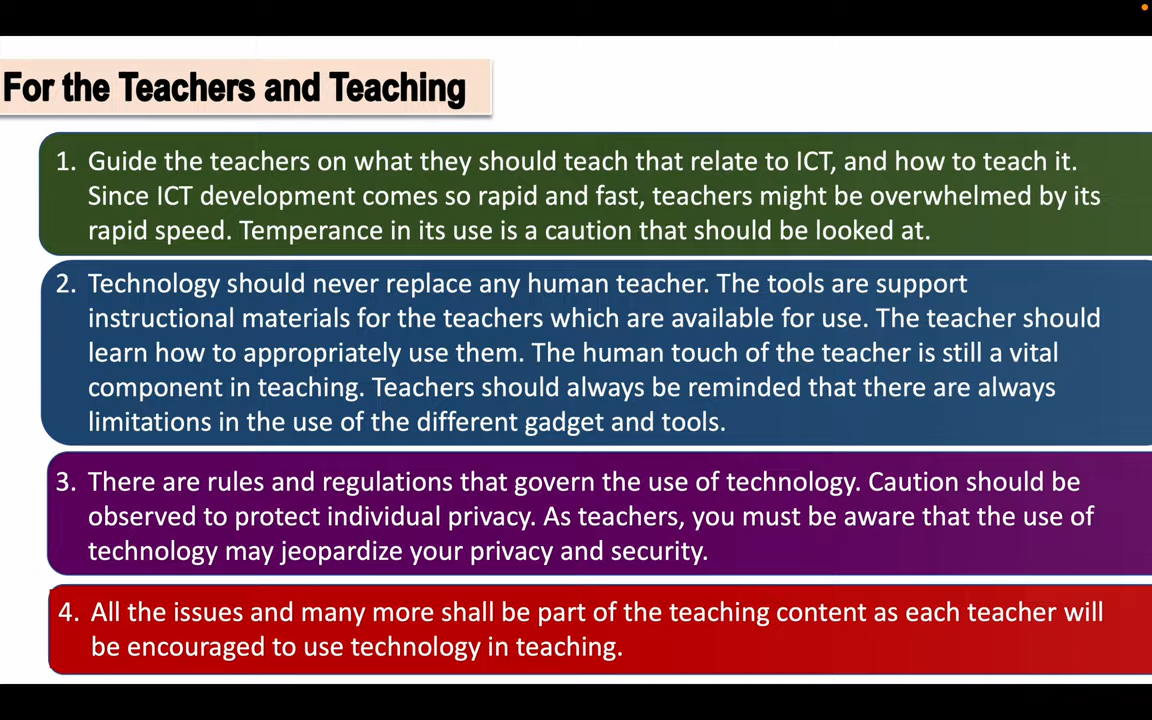 For the Teachers and Teaching
1. Guide the teachers on what they should teach that relate to ICT, and how to teach it.
Since ICT development comes so rapid and fast, teachers might be overwhelmed by its
rapid speed. Temperance in its use is a caution that should be looked at.
2. Technology should never replace any human teacher. The tools are support
instructional materials for the teachers which are available for use. The teacher should
learn how to appropriately use them. The human touch of the teacher is still a vital
component in teaching. Teachers should always be reminded that there are always
limitations in the use of the different gadget and tools.
3. There are rules and regulations that govern the use of technology. Caution should be
observed to protect individual privacy. As teachers, you must be aware that the use of
technology may jeopardize your privacy and security.
4. All the issues and many more shall be part of the teaching content as each teacher will
be encouraged to use technology in teaching.